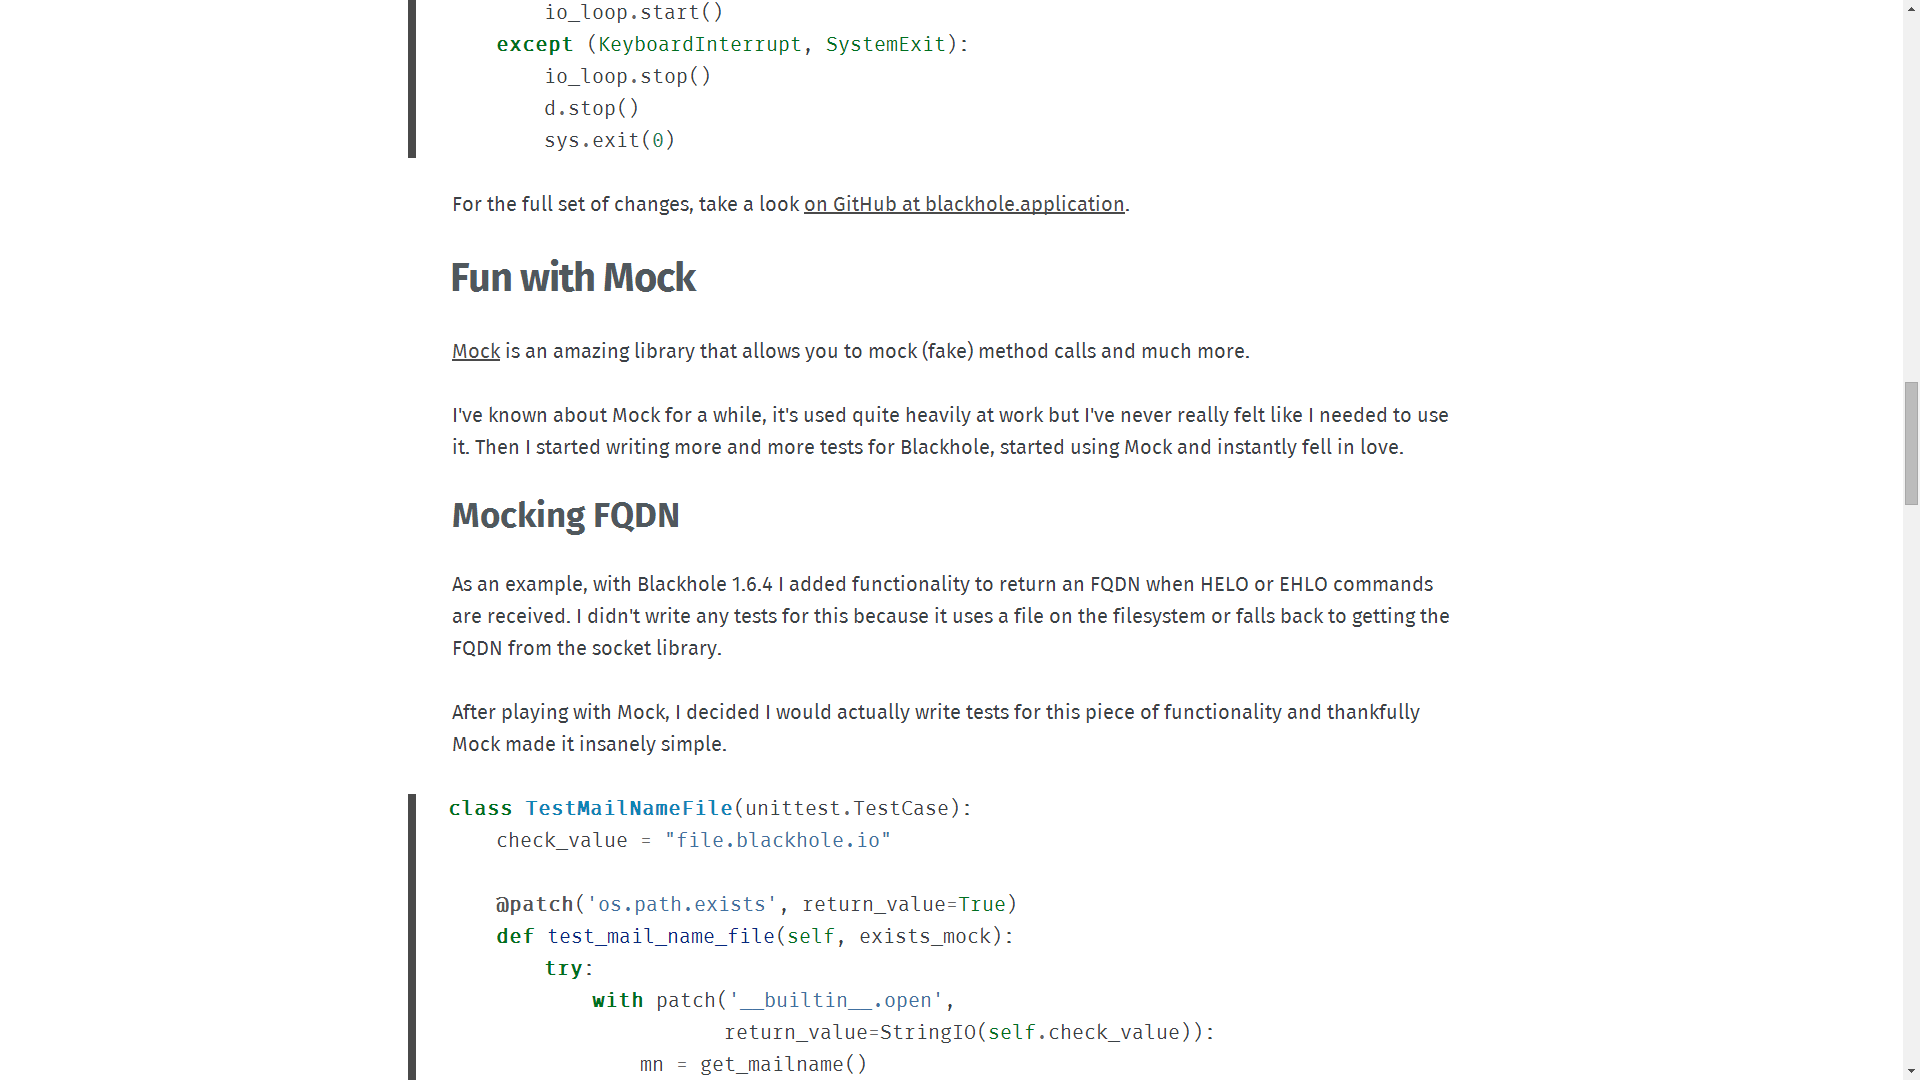 io_loop.start()
except (KeyboardInterrupt, SystemExit):
io_loop.stop()
d.stop()
sys.exit(0)
For the full set of changes, take a look on GitHub at blackhole.application.
Fun with Mock
Mock is an amazing library that allows you to mock (fake) method calls and much more.
I've known about Mock for a while, it's used quite heavily at work but I've never really felt like I needed to use
it. Then I started writing more and more tests for Blackhole, started using Mock and instantly fell in love.
Mocking FQDN
As an example, with Blackhole 1.6.4 I added functionality to return an FQDN when HELO or EHLO commands
are received. I didn't write any tests for this because it uses a file on the filesystem or falls back to getting the
FQDN from the socket library.
After playing with Mock, I decided I would actually write tests for this piece of functionality and thankfully
Mock made it insanely simple.
class TestMailNameFile(unittest.TestCase):
check_value = "file.blackhole.io"
@patch('os.path.exists', return_value=True)
def test_mail_name_file(self, exists_mock):
try:
with patch('__builtin__.open',
return_value=StringIO(self.check_value)):
mn = get_mailname()